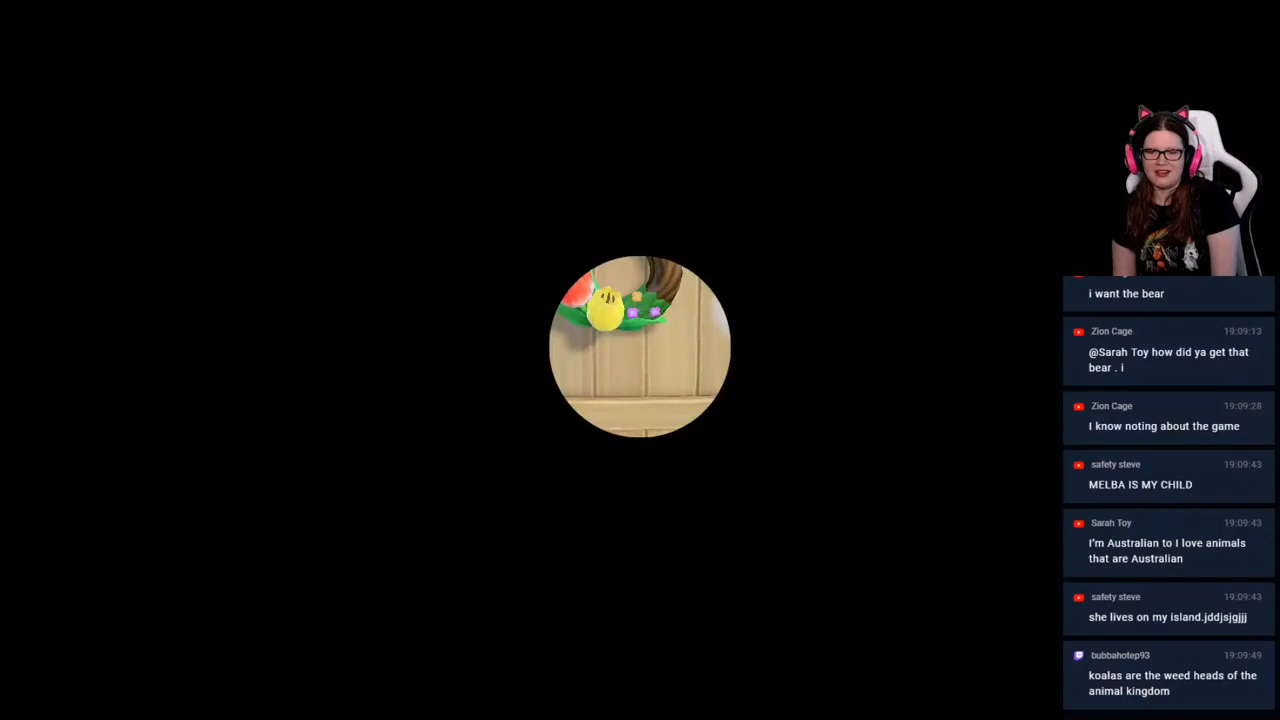 i want the bear
Zion Cage 19:09:13
@Sarah Toy how did ya get that
bear . i
Zion Cage 19:09:28
I know noting about the game
safety steve 19:09:43
MELBA IS MY CHILD
Sarah Toy 19:09:43
I'm Australian to I love animals
that are Australian
safety steve 19:09:43
she lives on my island.jddjsjgjjj
bubbahotep93 19:09:49
koalas are the weed heads of the
animal kingdom